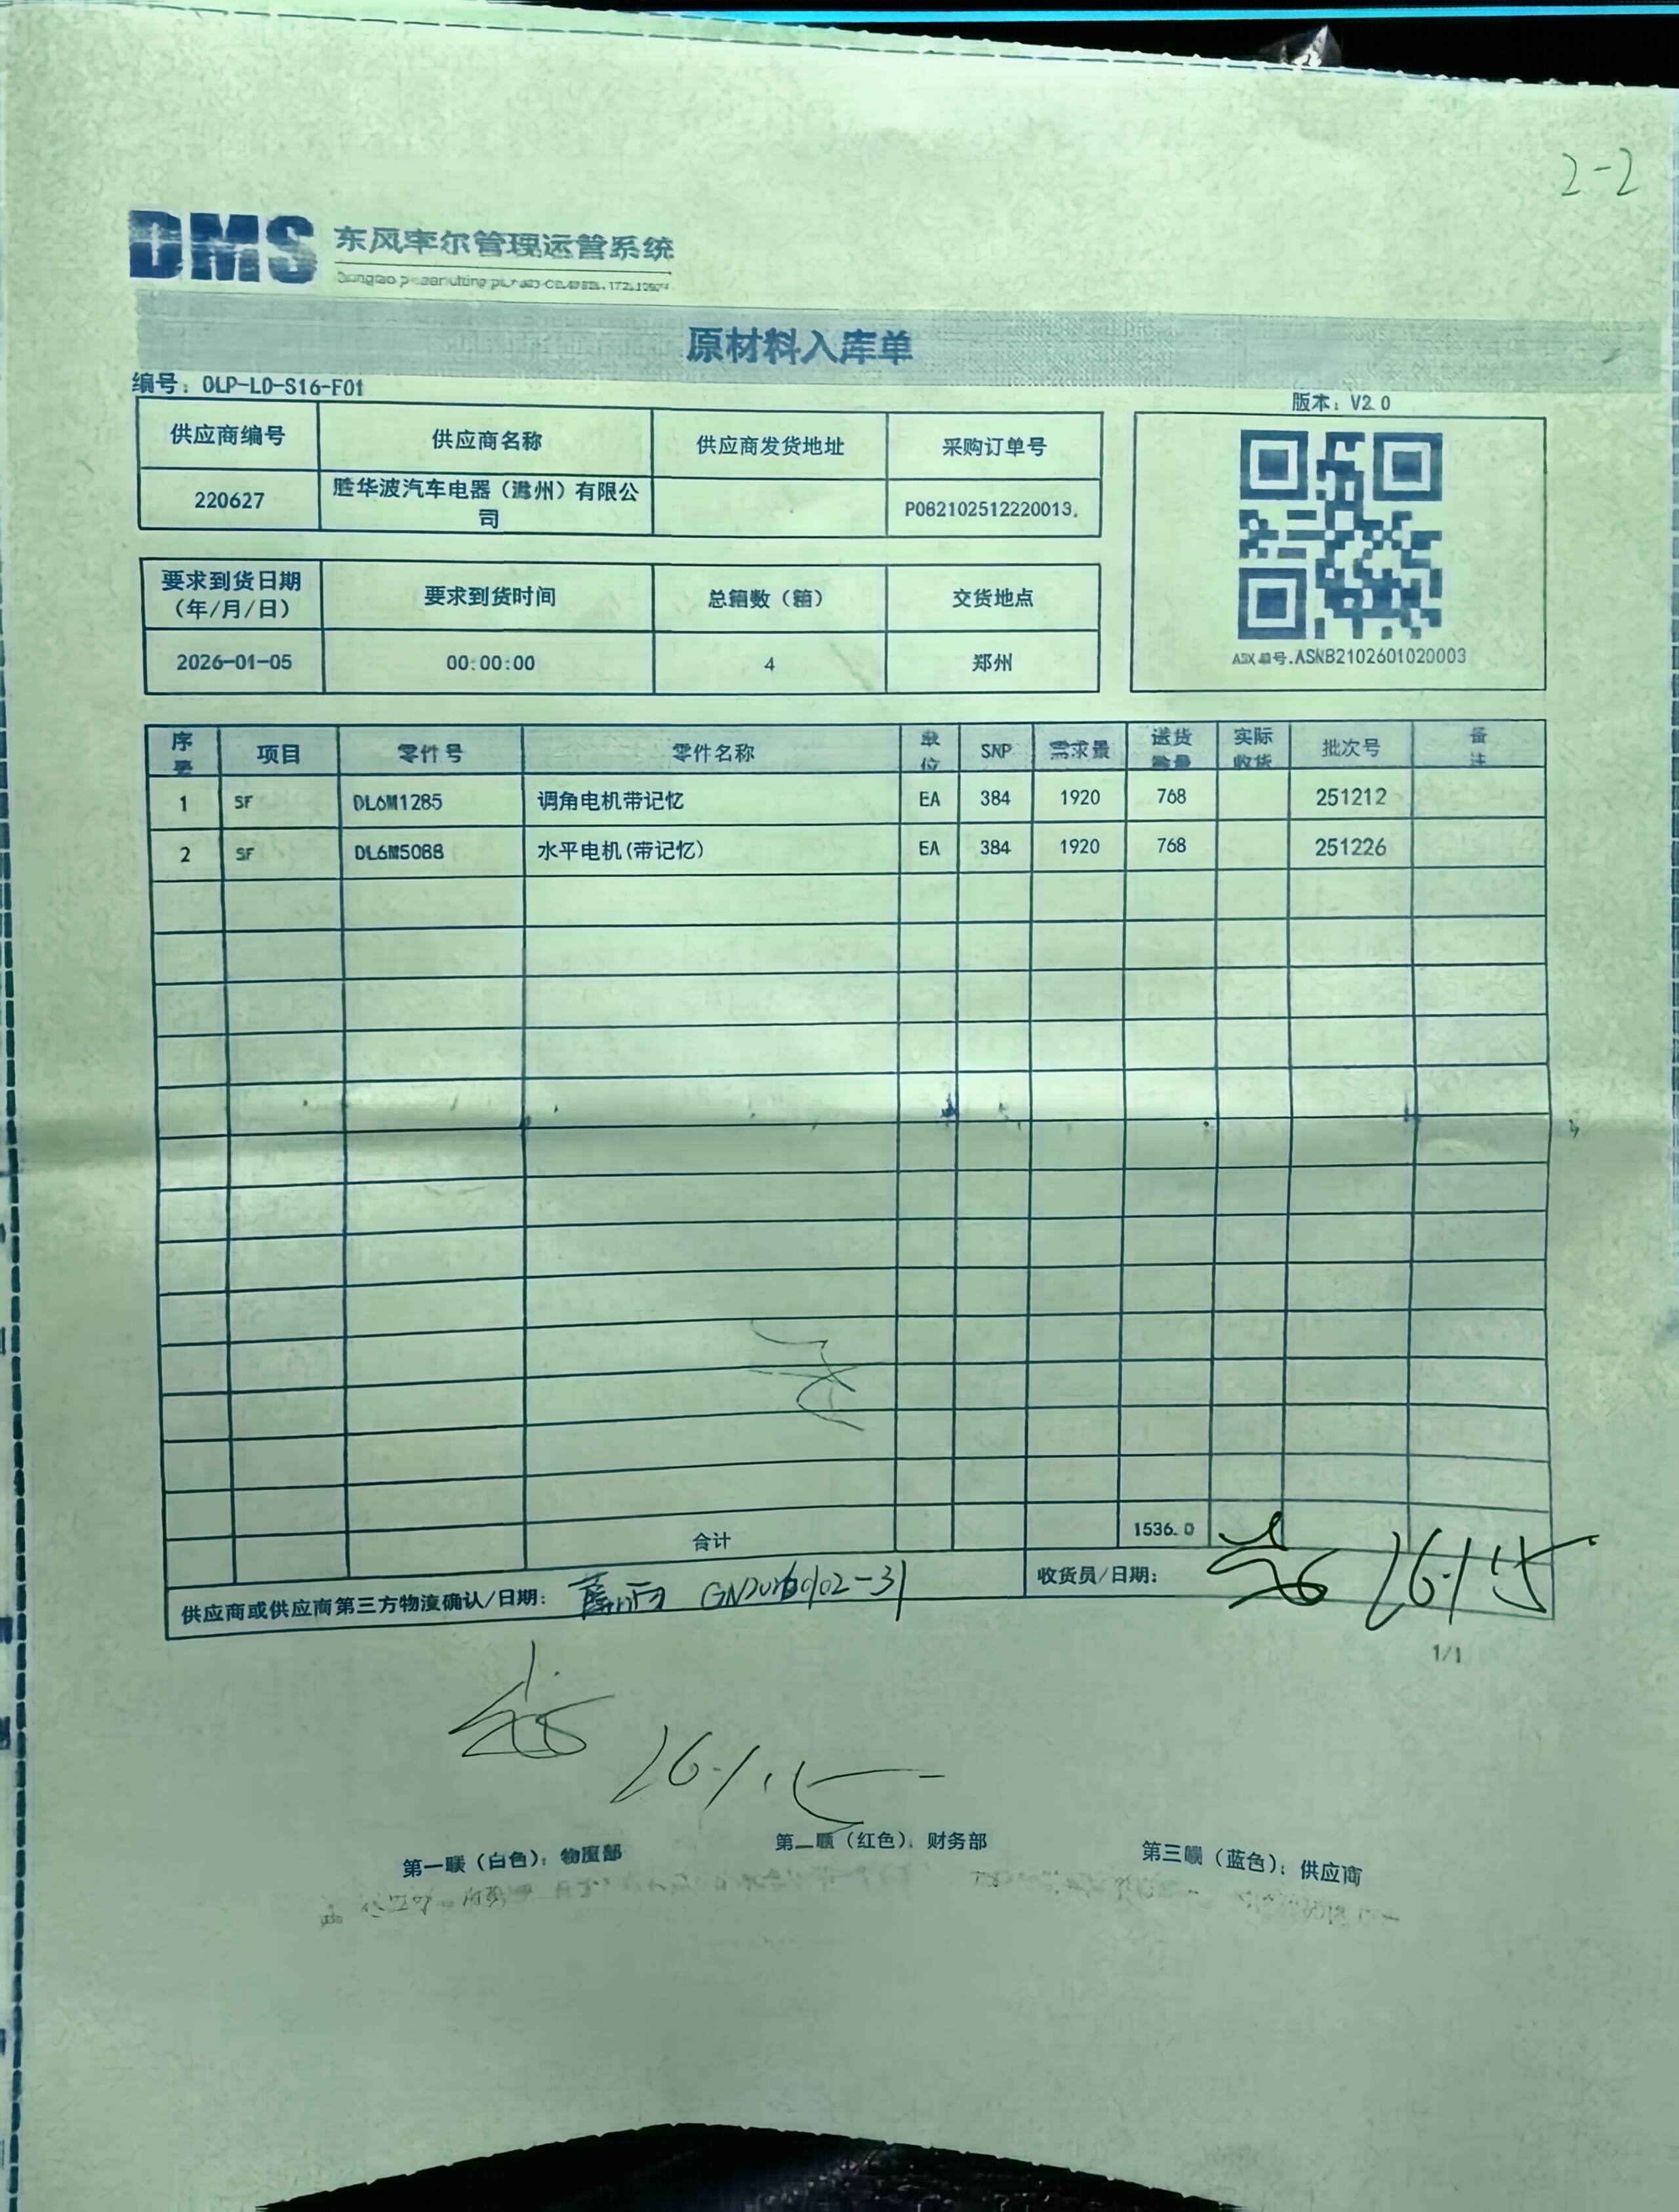 2-2
DMS 东风李尔管理运营系统
原材料入库单
编号：DLP-LO-S16-F01
版本：V2.0
供应商编号 供应商名称 供应商发货地址 采购订单号
220627 胜华波汽车电器（滁州）有限公司 P082102512220013.
要求到货日期（年/月/日） 要求到货时间 总箱数（箱） 交货地点
2026-01-05 00:00:00 4 郑州
ASNB2102601020003
序 项目 零件号 零件名称 单位 SNP 需求量 送货数量 实际收货 批次号 备注
1 SF DL6M1285 调角电机带记忆 EA 384 1920 768 251212
2 SF DL6M5088 水平电机(带记忆) EA 384 1920 768 251226
合计 1536.0
供应商或供应商第三方物流确认/日期：
收货员/日期： 26.1.5
1/1
26.1.5
第一联（白色）：物流部 第二联（红色）：财务部 第三联（蓝色）：供应商